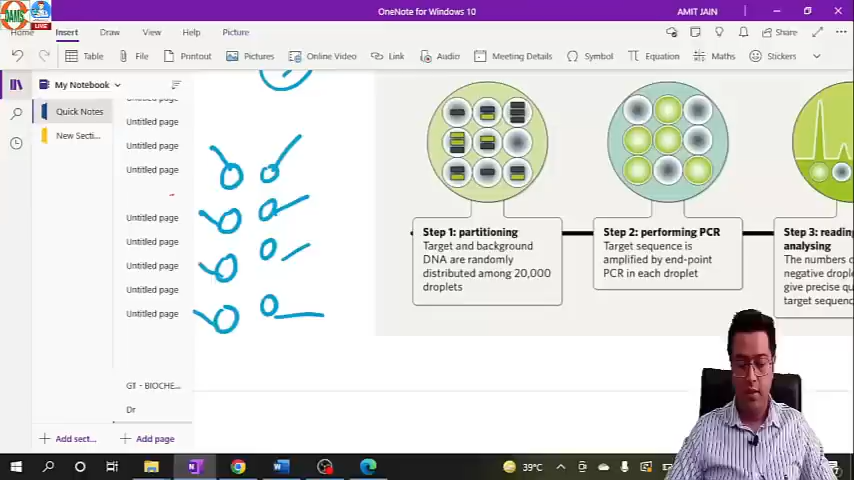 DAMS
LIVE
OneNote for Windows 10
AMIT JAIN
Home
Insert
Draw
View
Help
Picture
Share
Table
File
Printout
Pictures
Online Video
Link
Audio
Meeting Details
Symbol
Equation
Maths
Stickers
My Notebook
Quick Notes
New Secti...
Untitled page
Untitled page
Untitled page
Untitled page
Untitled page
Untitled page
Untitled page
Untitled page
Untitled page
GT - BIOCHE...
Dr
Add sect...
Add page
Step 1: partitioning
Target and background
DNA are randomly
distributed among 20,000
droplets
Step 2: performing PCR
Target sequence is
amplified by end-point
PCR in each droplet
Step 3: reading
analysing
The numbers o
negative drople
give precise qu
target sequenc
39°C